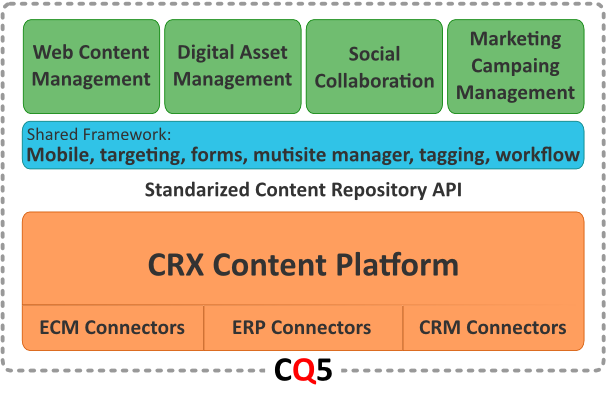 Web Content
Management
Digital Asset
Management
Social
Collaboration
Marketing
Campaing
Management
Shared Framework:
Mobile, targeting, forms, mutisite manager, tagging, workflow
Standarized Content Repository API
CRX Content Platform
ECM Connectors
ERP Connectors
CRM Connectors
CQ5